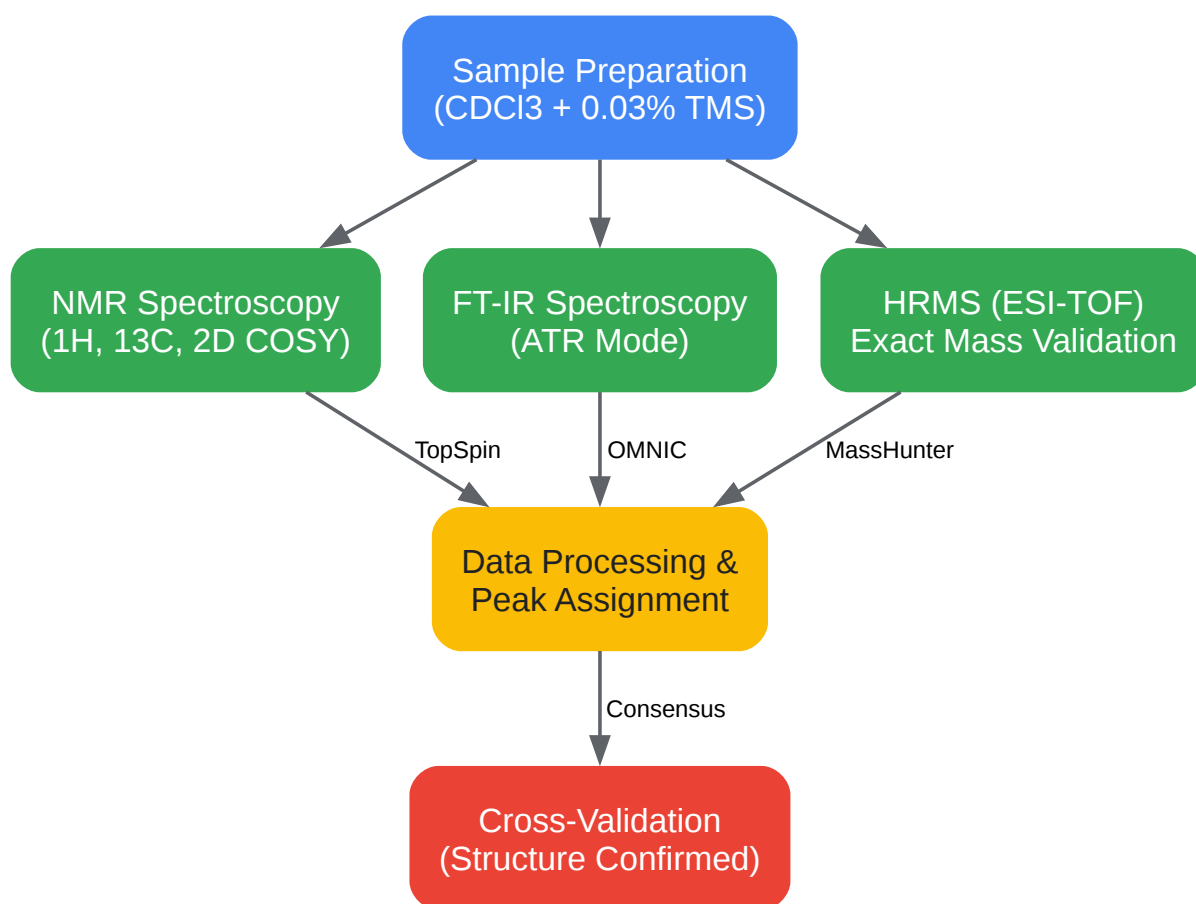 Sample Preparation
(CDCl3 + 0.03% TMS)
NMR Spectroscopy
(1H, 13C, 2D COSY)
FT-IR Spectroscopy
(ATR Mode)
HRMS (ESI-TOF)
Exact Mass Validation
TopSpin
OMNIC
MassHunter
Data Processing &
Peak Assignment
Consensus
Cross-Validation
(Structure Confirmed)